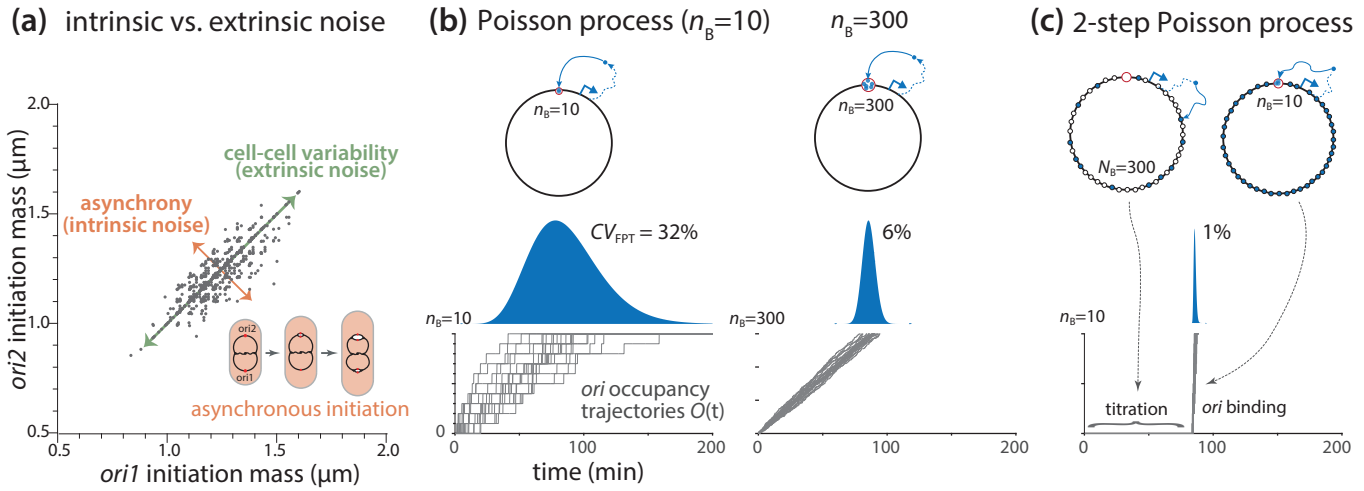 (a) intrinsic vs. extrinsic noise
2.0
1.5
1.0
0.5
ori2 initiation mass (μm)
cell-cell variability
(extrinsic noise)
asynchrony
(intrinsic noise)
ori2
ori1
asynchronous initiation
0.5 1.0 1.5 2.0
ori1 initiation mass (μm)
(b) Poisson process (nB=10) nB=300
nB=10
nB=300
CVFPT = 32%
6%
nB=10
nB=300
ori occupancy
trajectories O(t)
0
0 100 200
0 100 200
time (min)
(c) 2-step Poisson process
NB=300
nB=10
1%
nB=10
titration
ori binding
0 100 200